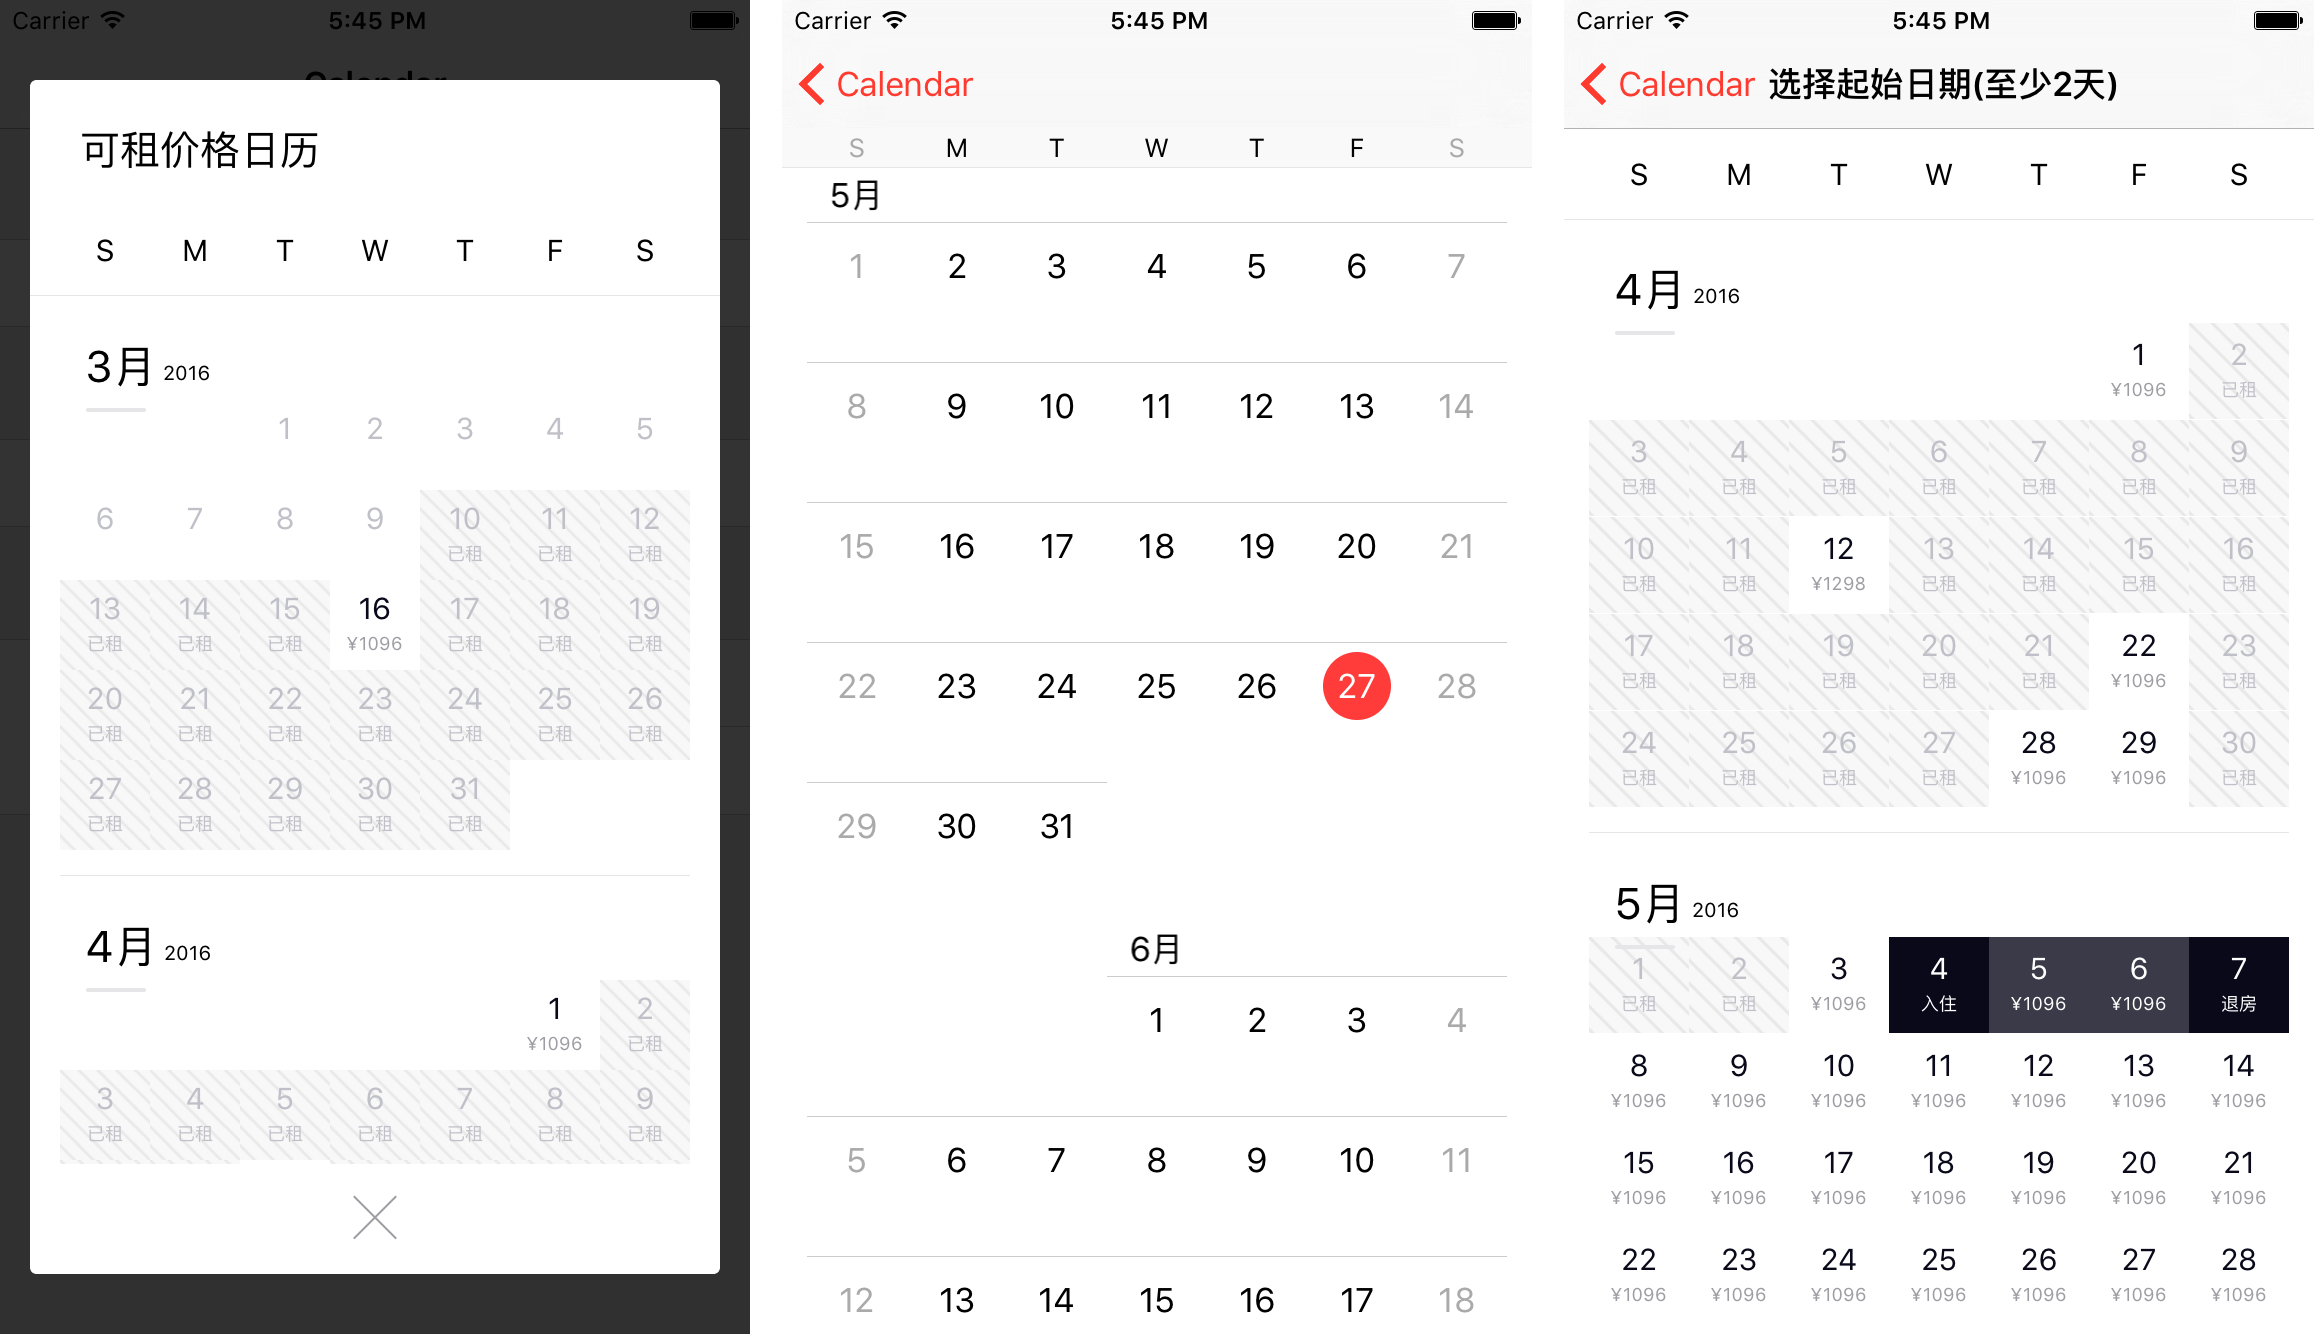 Carrier 5:45 PM
可租价格日历
S M T W T F S
3月 2016
1 2 3 4 5
6 7 8 9 10 11 12
已租 已租 已租
13 14 15 16 17 18 19
已租 已租 已租 ¥1096 已租 已租 已租
20 21 22 23 24 25 26
已租 已租 已租 已租 已租 已租 已租
27 28 29 30 31
已租 已租 已租 已租 已租
4月 2016
1 2
¥1096 已租
3 4 5 6 7 8 9
已租 已租 已租 已租 已租 已租 已租
Carrier 5:45 PM
Calendar
S M T W T F S
5月
1 2 3 4 5 6 7
8 9 10 11 12 13 14
15 16 17 18 19 20 21
22 23 24 25 26 27 28
29 30 31
6月
1 2 3 4
5 6 7 8 9 10 11
12 13 14 15 16 17 18
Carrier 5:45 PM
Calendar 选择起始日期(至少2天)
S M T W T F S
4月 2016
1 2
¥1096 已租
3 4 5 6 7 8 9
已租 已租 已租 已租 已租 已租 已租
10 11 12 13 14 15 16
已租 已租 ¥1298 已租 已租 已租 已租
17 18 19 20 21 22 23
已租 已租 已租 已租 已租 ¥1096 已租
24 25 26 27 28 29 30
已租 已租 已租 已租 ¥1096 ¥1096 已租
5月 2016
1 2 3 4 5 6 7
已租 已租 ¥1096 入住 ¥1096 ¥1096 退房
8 9 10 11 12 13 14
¥1096 ¥1096 ¥1096 ¥1096 ¥1096 ¥1096 ¥1096
15 16 17 18 19 20 21
¥1096 ¥1096 ¥1096 ¥1096 ¥1096 ¥1096 ¥1096
22 23 24 25 26 27 28
¥1096 ¥1096 ¥1096 ¥1096 ¥1096 ¥1096 ¥1096